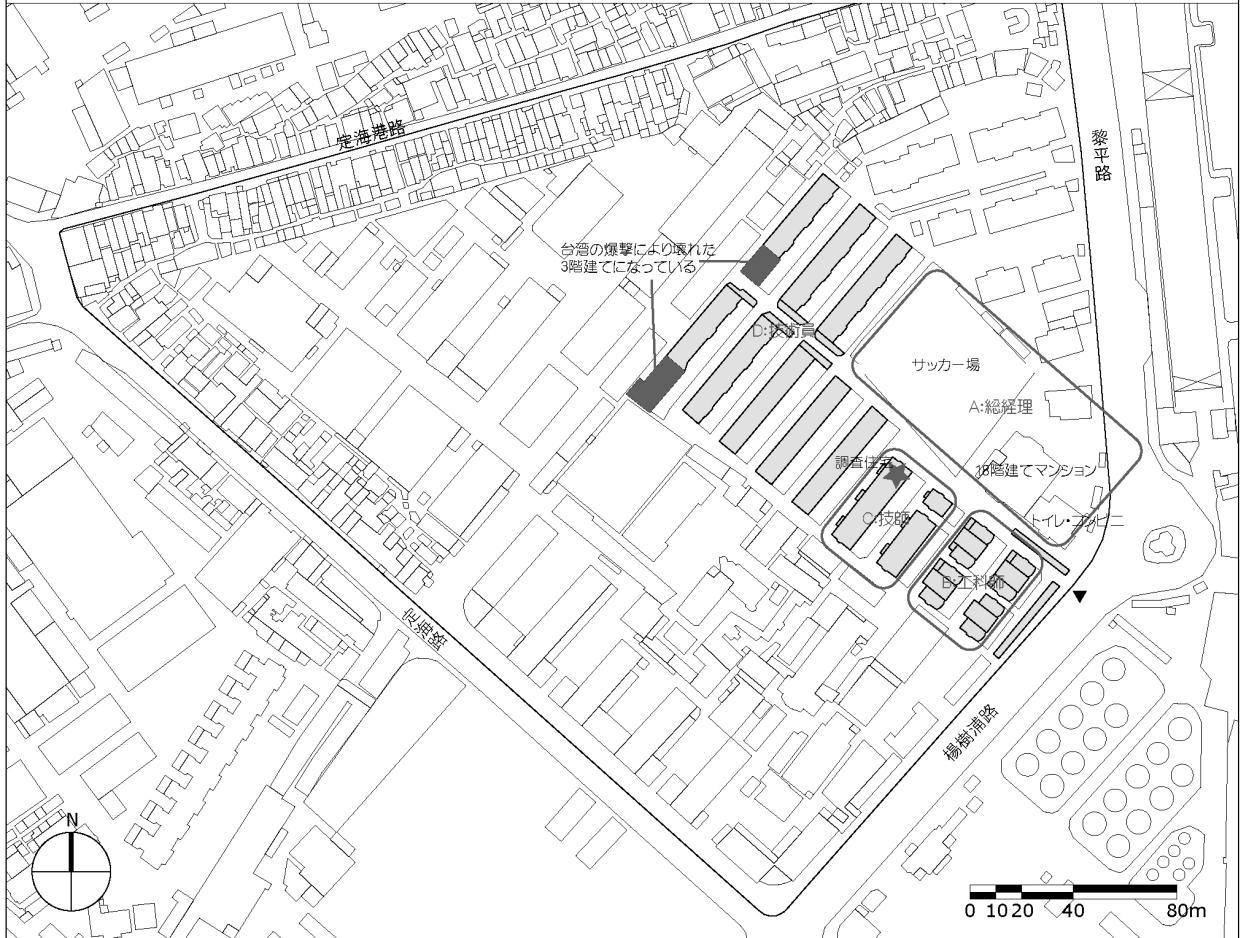 定海港路
黎平路
台湾の爆撃により壊れた
3階建てになっている
D:技術員
サッカー場
A:総経理
調査住宅
18階建てマンション
C:技師
トイレ・コンビニ
B:工科師
定海路
楊樹浦路
N
0 10 20 40 80m